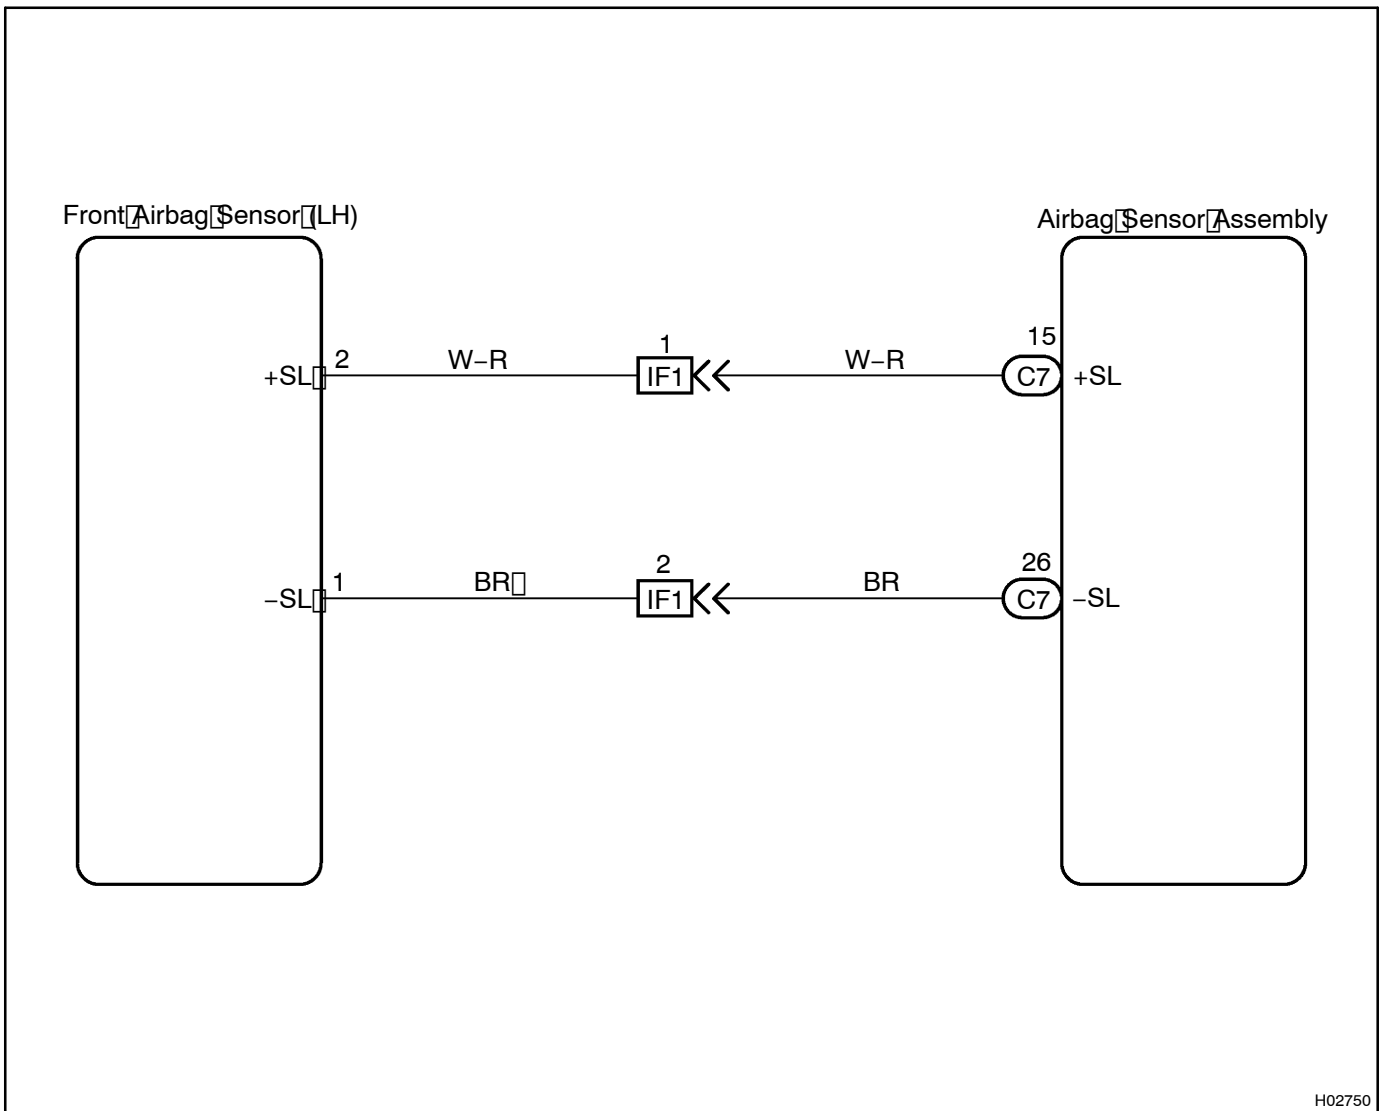 Front Airbag Sensor (LH)
Airbag Sensor Assembly
+SL 2 W–R 1 IF1 W–R 15 C7 +SL
–SL 1 BR 2 IF1 BR 26 C7 –SL
H02750